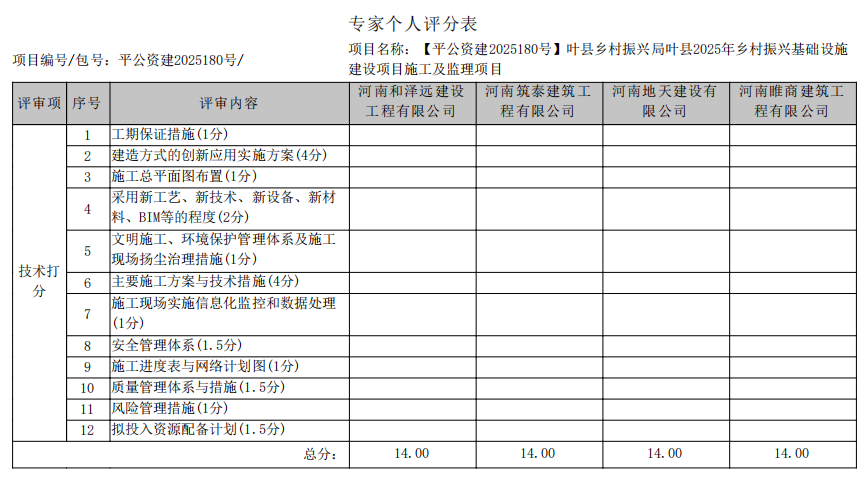 专家个人评分表
项目编号/包号: 平公资建2025180号/
项目名称: 【平公资建2025180号】叶县乡村振兴局叶县2025年乡村振兴基础设施
建设项目施工及监理项目
评审项 序号 评审内容 河南和泽远建设工程有限公司 河南筑泰建筑工程有限公司 河南地天建设有限公司 河南睢商建筑工程有限公司
技术打分
1 工期保证措施(1分)
2 建造方式的创新应用实施方案(4分)
3 施工总平面图布置(1分)
4 采用新工艺、新技术、新设备、新材
料、BIM等的程度(2分)
5 文明施工、环境保护管理体系及施工
现场扬尘治理措施(1分)
6 主要施工方案与技术措施(4分)
7 施工现场实施信息化监控和数据处理
(1分)
8 安全管理体系(1.5分)
9 施工进度表与网络计划图(1分)
10 质量管理体系与措施(1.5分)
11 风险管理措施(1分)
12 拟投入资源配备计划(1.5分)
总分: 14.00 14.00 14.00 14.00